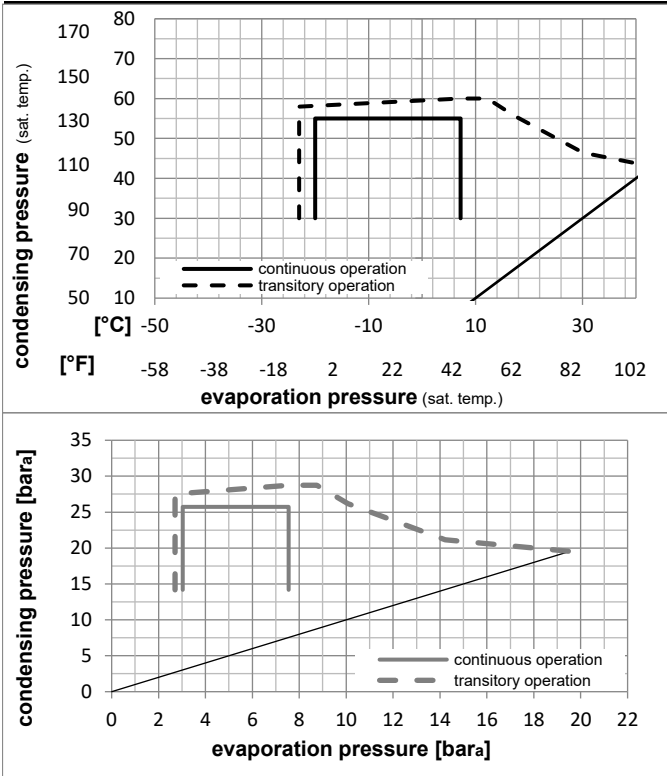 condensing pressure (sat. temp.)
170 80
150 70
130 60
50
110 40
90 30
70 20
50 10
continuous operation
transitory operation
[°C] -50 -30 -10 10 30
[°F] -58 -38 -18 2 22 42 62 82 102
evaporation pressure (sat. temp.)
condensing pressure [bara]
35
30
25
20
15
10
5
0
continuous operation
transitory operation
0 2 4 6 8 10 12 14 16 18 20 22
evaporation pressure [bara]